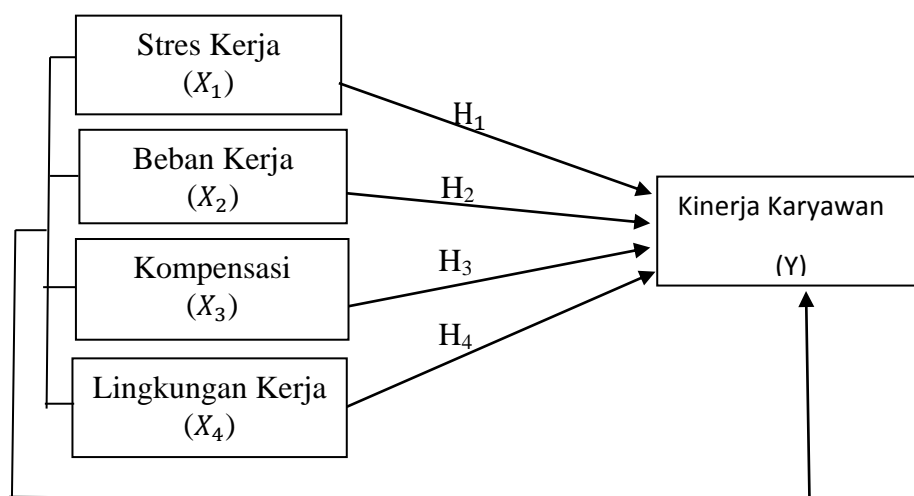 Stres Kerja
(𝑋₁)
H₁
Beban Kerja
(𝑋₂)
H₂
Kinerja Karyawan
(Y)
Kompensasi
(𝑋₃)
H₃
H₄
Lingkungan Kerja
(𝑋₄)